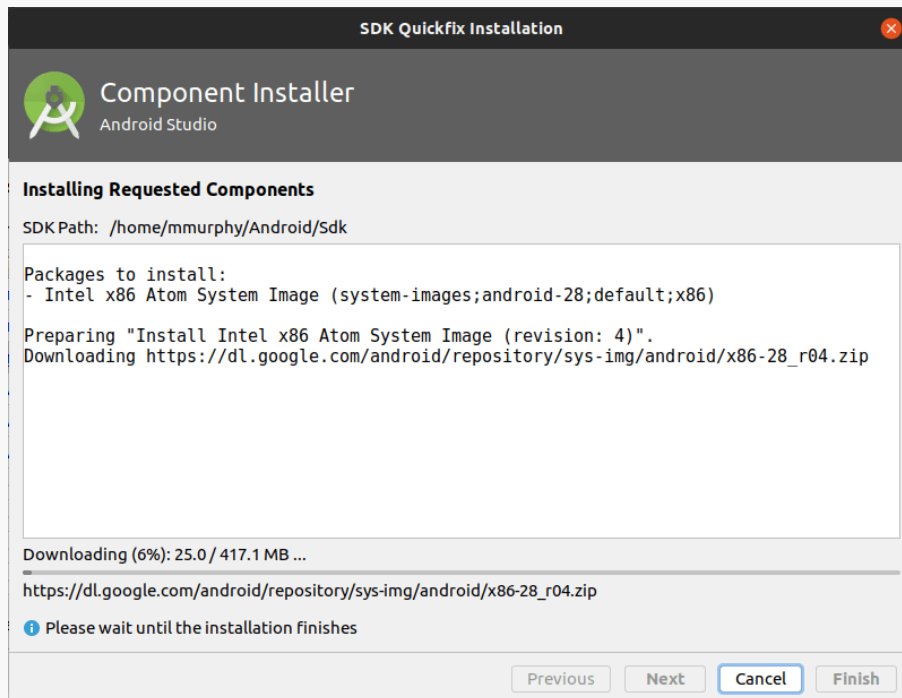 SDK Quickfix Installation
Component Installer
Android Studio
Installing Requested Components
SDK Path: /home/mmurphy/Android/Sdk
Packages to install:
- Intel x86 Atom System Image (system-images;android-28;default;x86)
Preparing "Install Intel x86 Atom System Image (revision: 4)".
Downloading https://dl.google.com/android/repository/sys-img/android/x86-28_r04.zip
Downloading (6%): 25.0 / 417.1 MB ...
https://dl.google.com/android/repository/sys-img/android/x86-28_r04.zip
Please wait until the installation finishes
Previous Next Cancel Finish